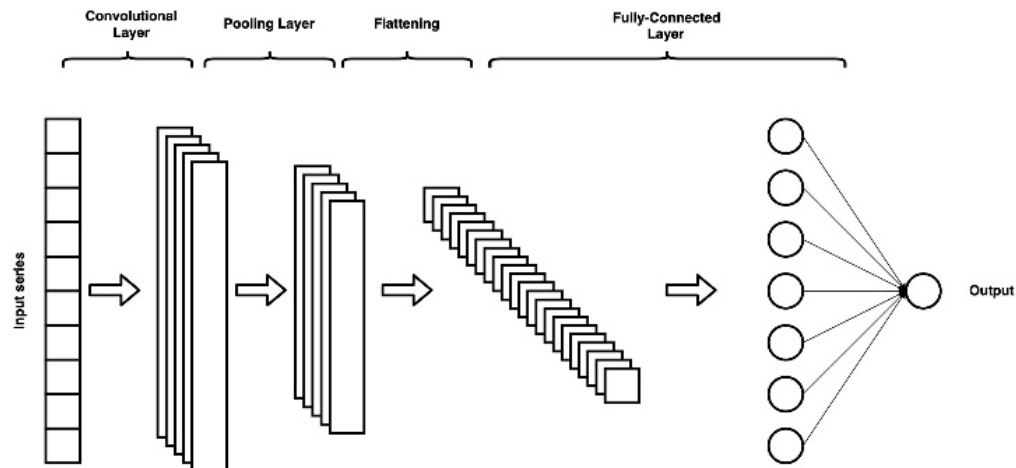 Convolutional
Layer
Pooling Layer
Flattening
Fully-Connected
Layer
Input series
Output